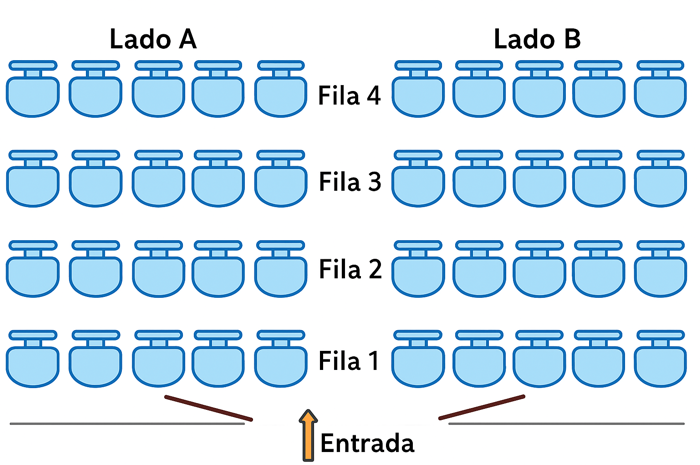 Lado A
Lado B
Fila 4
Fila 3
Fila 2
Fila 1
Entrada